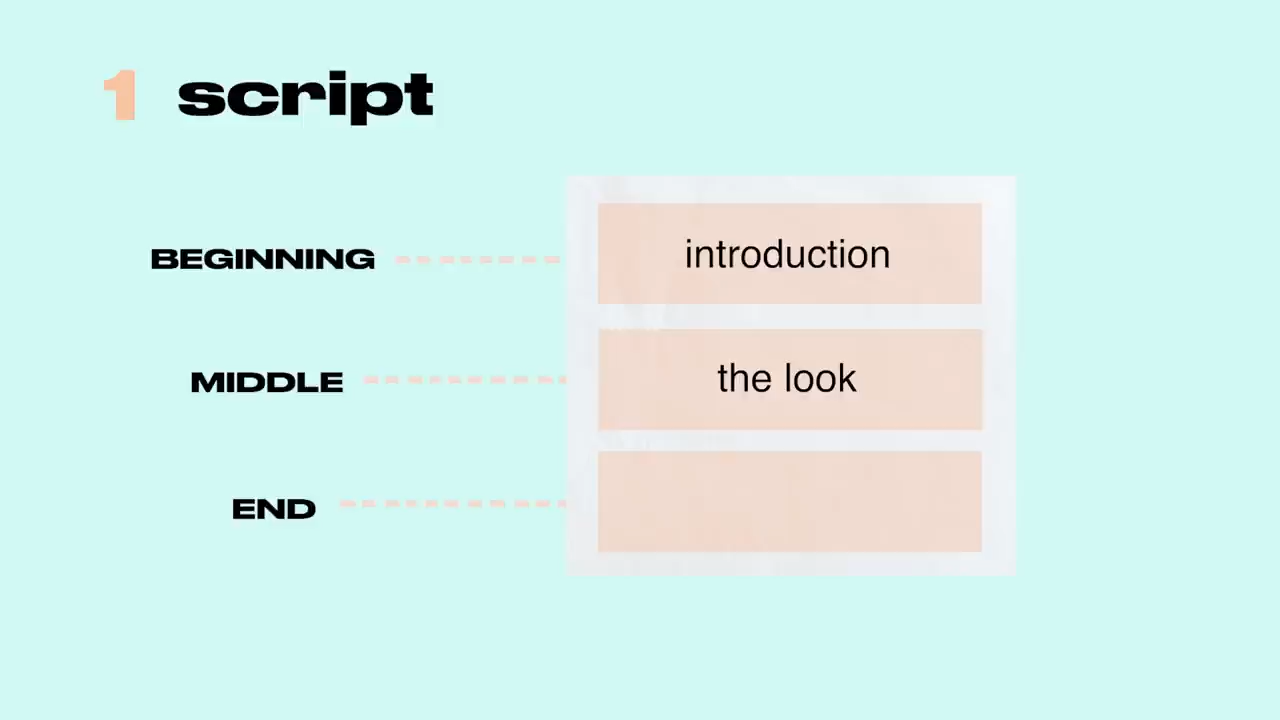 1 script
BEGINNING
introduction
MIDDLE
the look
END